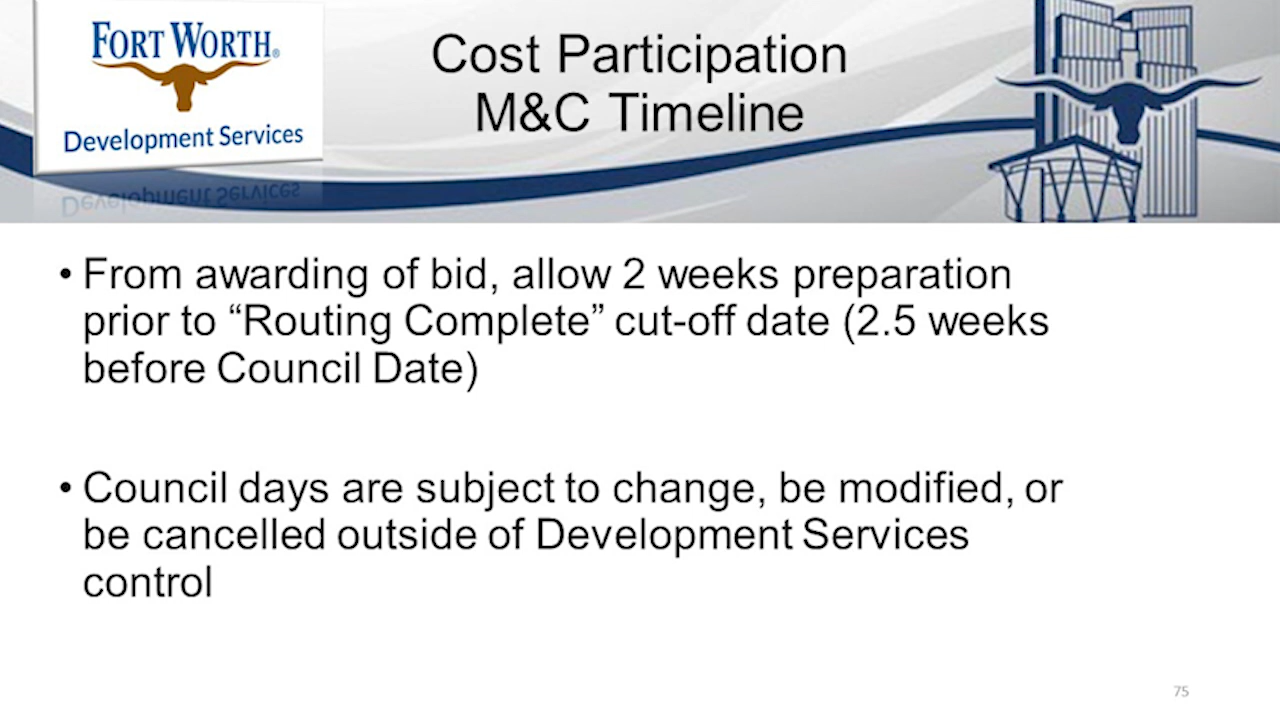 FORT WORTH®
Development Services
Development Services
Cost Participation
M&C Timeline
• From awarding of bid, allow 2 weeks preparation
prior to “Routing Complete” cut-off date (2.5 weeks
before Council Date)
• Council days are subject to change, be modified, or
be cancelled outside of Development Services
control
75